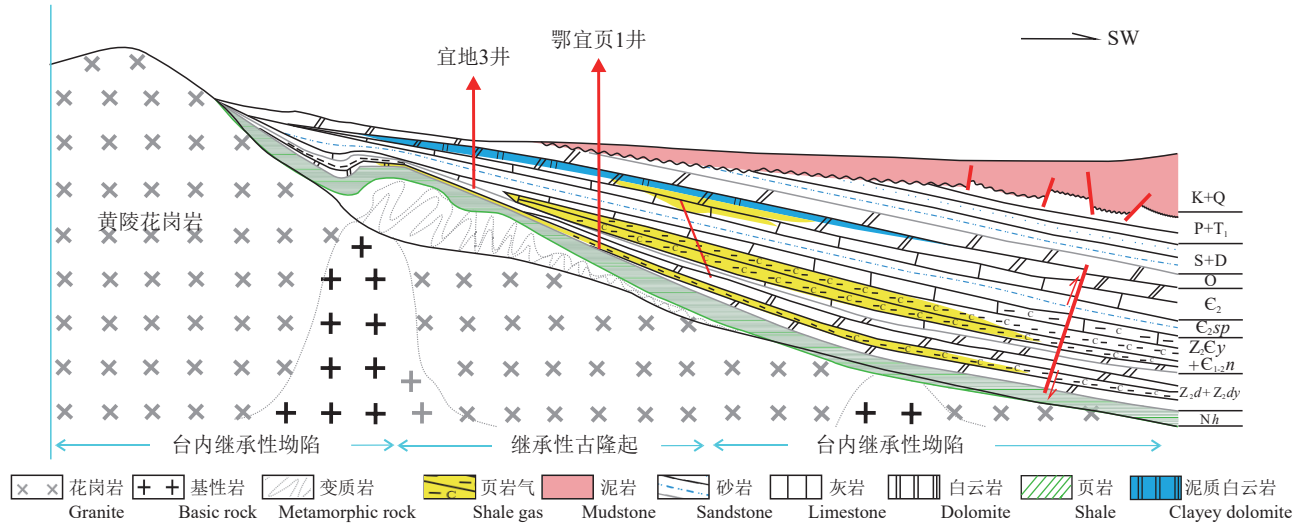 鄂宜页1井
宜地3井
SW
黄陵花岗岩
K+Q
P+T₁
S+D
O
Є₂
Є₂sp
Z₂Єy
+Є₁₋₂n
Z₂d+Z₂dy
Nh
台内继承性坳陷
继承性古隆起
台内继承性坳陷
花岗岩
Granite
基性岩
Basic rock
变质岩
Metamorphic rock
C
页岩气
Shale gas
泥岩
Mudstone
砂岩
Sandstone
灰岩
Limestone
白云岩
Dolomite
页岩
Shale
泥质白云岩
Clayey dolomite